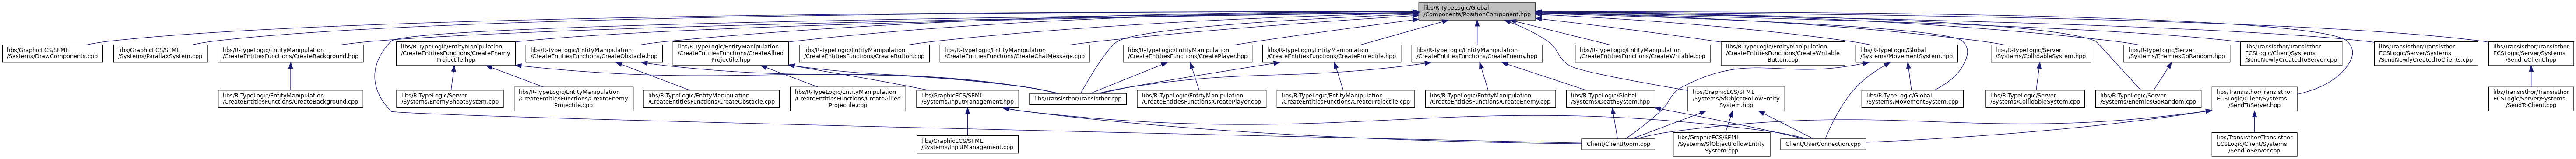 libs/R-TypeLogic/Global
/Components/PositionComponent.hpp
libs/GraphicECS/SFML
/Systems/DrawComponents.cpp
libs/GraphicECS/SFML
/Systems/ParallaxSystem.cpp
libs/R-TypeLogic/EntityManipulation
/CreateEntitiesFunctions/CreateBackground.hpp
libs/R-TypeLogic/EntityManipulation
/CreateEntitiesFunctions/CreateEnemy
Projectile.hpp
libs/R-TypeLogic/EntityManipulation
/CreateEntitiesFunctions/CreateObstacle.hpp
libs/R-TypeLogic/EntityManipulation
/CreateEntitiesFunctions/CreateAllied
Projectile.hpp
libs/R-TypeLogic/EntityManipulation
/CreateEntitiesFunctions/CreateButton.cpp
libs/R-TypeLogic/EntityManipulation
/CreateEntitiesFunctions/CreateChatMessage.cpp
libs/R-TypeLogic/EntityManipulation
/CreateEntitiesFunctions/CreatePlayer.hpp
libs/R-TypeLogic/EntityManipulation
/CreateEntitiesFunctions/CreateProjectile.hpp
libs/R-TypeLogic/EntityManipulation
/CreateEntitiesFunctions/CreateEnemy.hpp
libs/R-TypeLogic/EntityManipulation
/CreateEntitiesFunctions/CreateWritable.cpp
libs/R-TypeLogic/EntityManipulation
/CreateEntitiesFunctions/CreateWritable
Button.cpp
libs/R-TypeLogic/Global
/Systems/MovementSystem.hpp
libs/R-TypeLogic/Server
/Systems/CollidableSystem.hpp
libs/R-TypeLogic/Server
/Systems/EnemiesGoRandom.hpp
libs/Transisthor/Transisthor
ECSLogic/Client/Systems
/SendNewlyCreatedToServer.cpp
libs/Transisthor/Transisthor
ECSLogic/Server/Systems
/SendNewlyCreatedToClients.cpp
libs/Transisthor/Transisthor
ECSLogic/Server/Systems
/SendToClient.hpp
libs/R-TypeLogic/EntityManipulation
/CreateEntitiesFunctions/CreateBackground.cpp
libs/R-TypeLogic/Server
/Systems/EnemyShootSystem.cpp
libs/R-TypeLogic/EntityManipulation
/CreateEntitiesFunctions/CreateEnemy
Projectile.cpp
libs/R-TypeLogic/EntityManipulation
/CreateEntitiesFunctions/CreateObstacle.cpp
libs/R-TypeLogic/EntityManipulation
/CreateEntitiesFunctions/CreateAllied
Projectile.cpp
libs/GraphicECS/SFML
/Systems/InputManagement.hpp
libs/Transisthor/Transisthor.cpp
libs/R-TypeLogic/EntityManipulation
/CreateEntitiesFunctions/CreatePlayer.cpp
libs/R-TypeLogic/EntityManipulation
/CreateEntitiesFunctions/CreateProjectile.cpp
libs/R-TypeLogic/EntityManipulation
/CreateEntitiesFunctions/CreateEnemy.cpp
libs/R-TypeLogic/Global
/Systems/DeathSystem.hpp
libs/GraphicECS/SFML
/Systems/SfObjectFollowEntity
System.hpp
libs/R-TypeLogic/Global
/Systems/MovementSystem.cpp
libs/R-TypeLogic/Server
/Systems/CollidableSystem.cpp
libs/R-TypeLogic/Server
/Systems/EnemiesGoRandom.cpp
libs/Transisthor/Transisthor
ECSLogic/Client/Systems
/SendToServer.hpp
libs/Transisthor/Transisthor
ECSLogic/Server/Systems
/SendToClient.cpp
libs/GraphicECS/SFML
/Systems/InputManagement.cpp
Client/ClientRoom.cpp
libs/GraphicECS/SFML
/Systems/SfObjectFollowEntity
System.cpp
Client/UserConnection.cpp
libs/Transisthor/Transisthor
ECSLogic/Client/Systems
/SendToServer.cpp